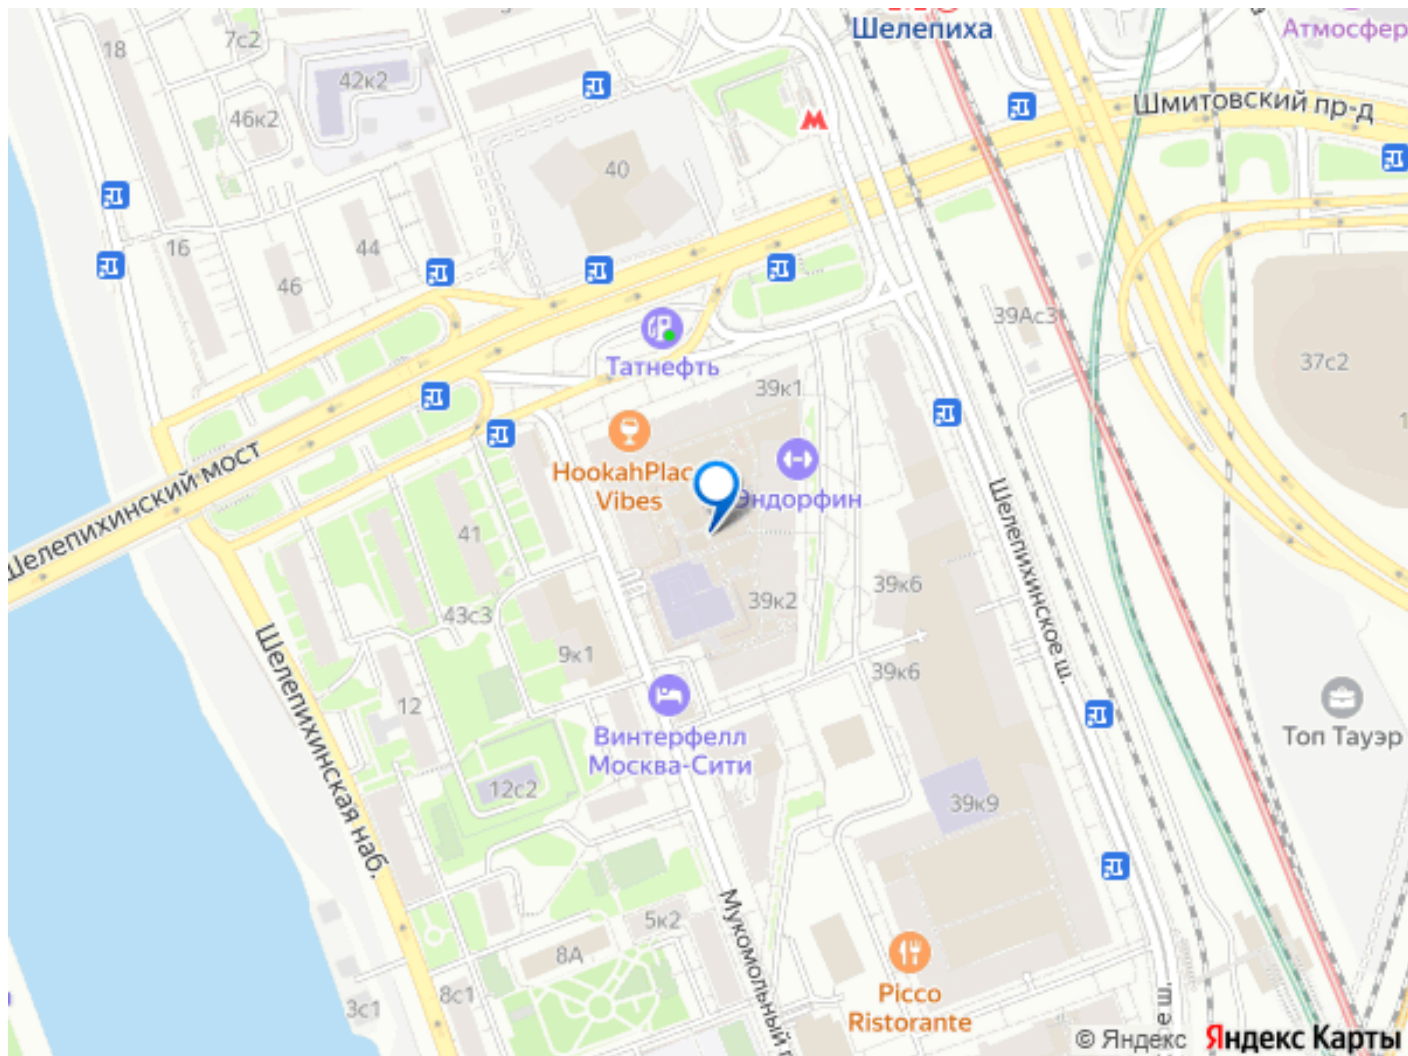 Шелепиха
Атмосфер
18
7с2
42к2
46к2
Шмитовский пр-д
40
16
44
46
39Ас3
Татнефть
37с2
39к1
HookahPlac
Vibes
Эндорфин
Шелепихинский мост
41
Шелепихинское ш.
39к6
39к2
43с3
9к1
39к6
Шелепихинская наб.
12
Винтерфелл
Москва-Сити
Топ Тауэр
12с2
39к9
Мукомольный п
5к2
8А
Picco
Ristorante
8с1
3с1
е ш.
© Яндекс Яндекс Карты